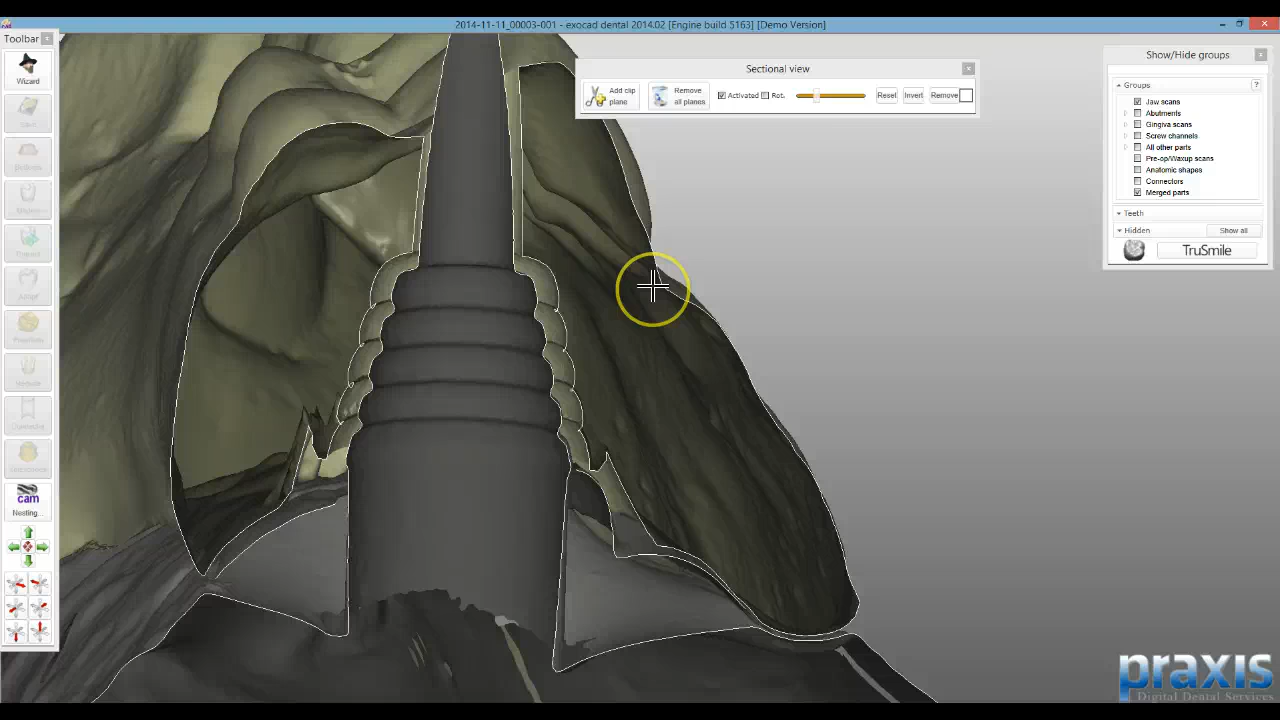 2014-11-11_00003-001 - exocad dental 2014.02 [Engine build 5163] [Demo Version]
Toolbar
Wizard
cam
Nesting...
Sectional view
Add clip
plane
Remove
all planes
Activated
Rot.
Reset
Invert
Remove
Show/Hide groups
Groups
?
Jaw scans
Abutments
Gingiva scans
Screw channels
All other parts
Pre-op/Waxup scans
Anatomic shapes
Connectors
Merged parts
Teeth
Hidden
Show all
TruSmile
praxis
Digital Dental Services